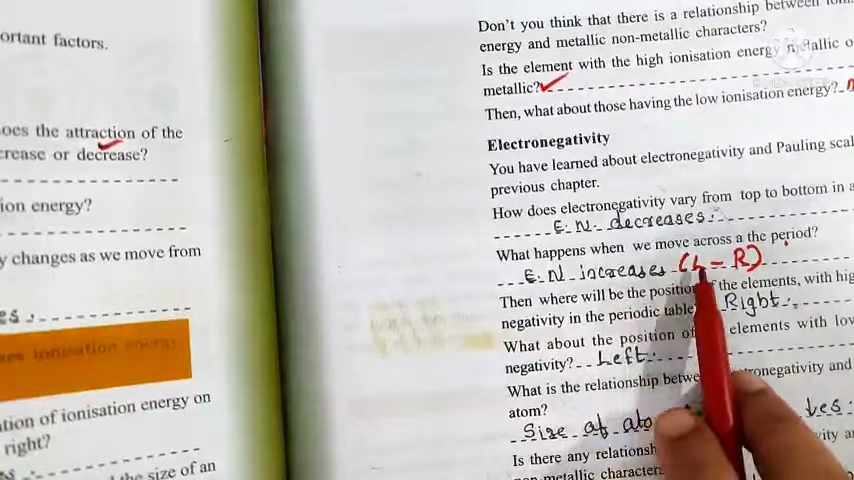 ortant factors.
oes the attraction of the
crease or decrease?
ion energy?
y changes as we move from
es ionisation energy
ation of ionisation energy on
right?
the size of an
Don't you think that there is a relationship between
energy and metallic non-metallic characters?
Is the element with the high ionisation energy metallic o
metallic?
Then, what about those having the low ionisation energy?
Electronegativity
You have learned about electronegativity and Pauling scal
previous chapter.
How does electronegativity vary from top to bottom in a
E.N. decreases.
What happens when we move across a the period?
E.N increases (L - R)
Then where will be the position of the elements, with hig
negativity in the periodic table Right.
What about the position of elements with low
negativity? Left.
What is the relationship between electronegativity and
atom?
Size of ato
Is there any relations
non-metallic characters